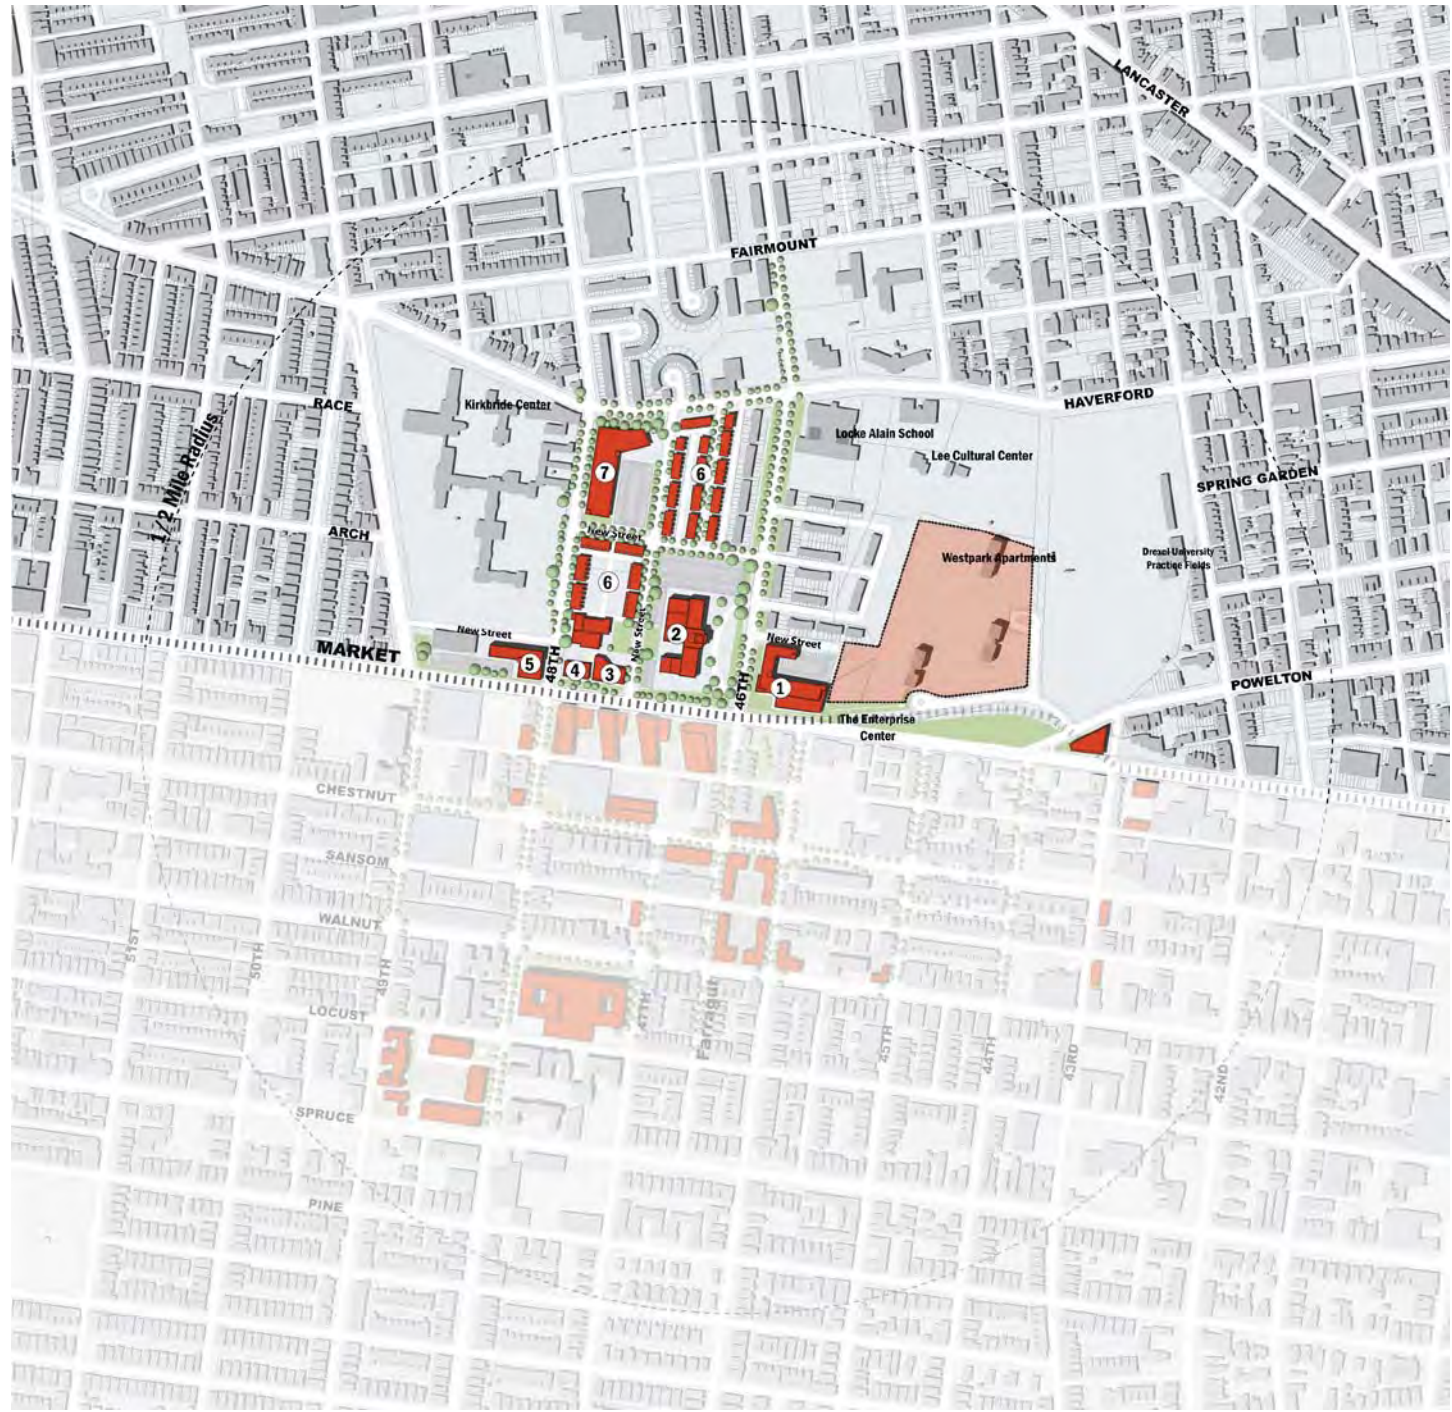 LANCASTER
FAIRMOUNT
HAVERFORD
RACE
Kirkbride Center
1/2 Mile Radius
Locke Alain School
Lee Cultural Center
7
6
SPRING GARDEN
ARCH
New Street
Westpark Apartments
Drexel University
Practice Fields
6
New Street
2
New Street
New Street
MARKET
48TH
5
4
3
46TH
1
POWELTON
The Enterprise
Center
CHESTNUT
SANSOM
WALNUT
51ST
50TH
49TH
LOCUST
47TH
Farragut
45TH
44TH
43RD
42ND
SPRUCE
PINE